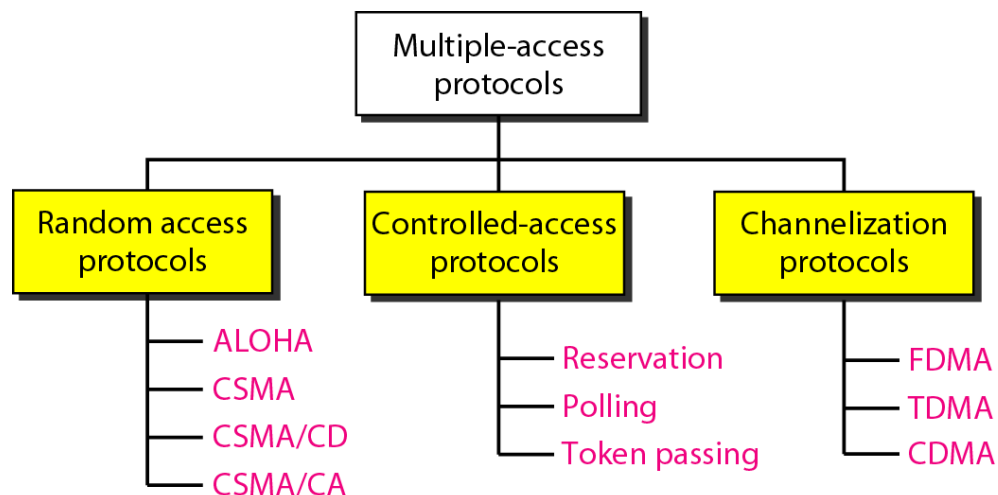 Multiple-access
protocols
Random access
protocols
Controlled-access
protocols
Channelization
protocols
ALOHA
CSMA
CSMA/CD
CSMA/CA
Reservation
Polling
Token passing
FDMA
TDMA
CDMA